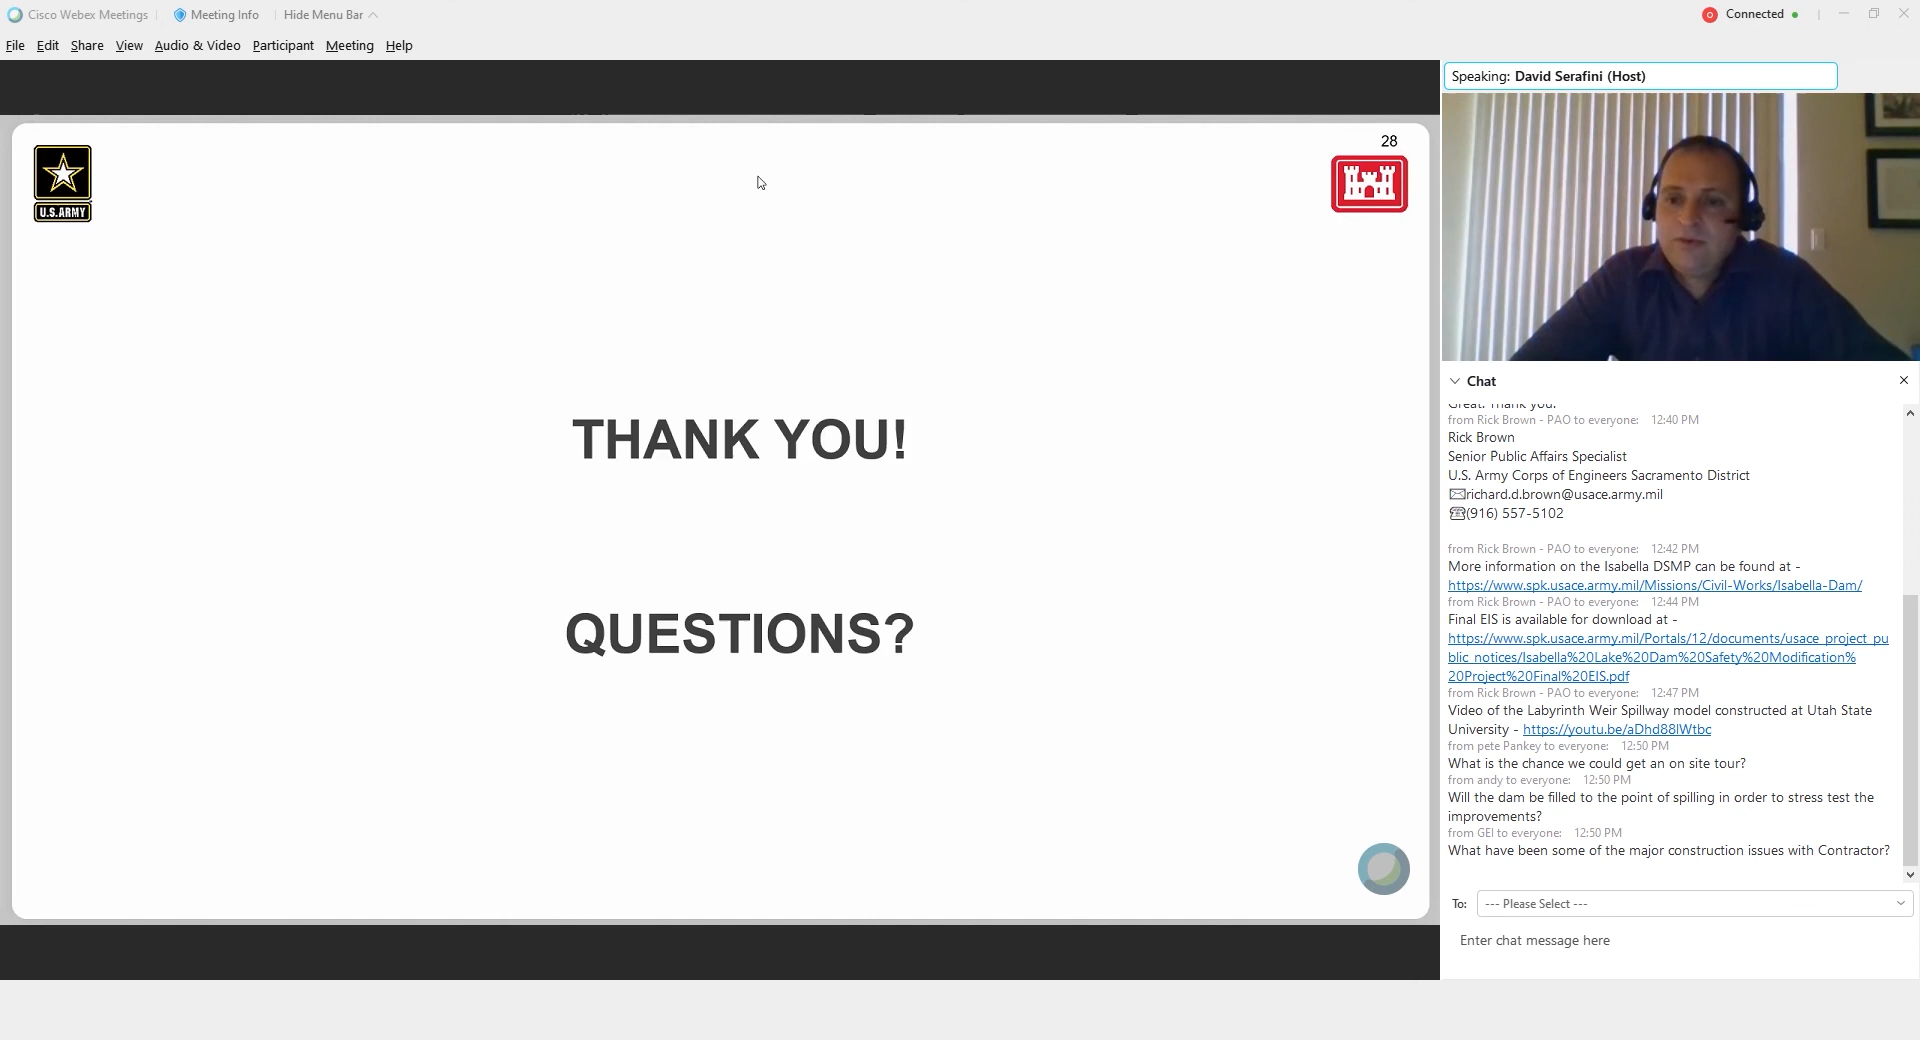 Cisco Webex Meetings
Meeting Info
Hide Menu Bar
Connected
File Edit Share View Audio & Video Participant Meeting Help
Speaking: David Serafini (Host)
28
U.S.ARMY
THANK YOU!
QUESTIONS?
Chat
Great. Thank you.
from Rick Brown - PAO to everyone: 12:40 PM
Rick Brown
Senior Public Affairs Specialist
U.S. Army Corps of Engineers Sacramento District
richard.d.brown@usace.army.mil
(916) 557-5102
from Rick Brown - PAO to everyone: 12:42 PM
More information on the Isabella DSMP can be found at -
https://www.spk.usace.army.mil/Missions/Civil-Works/Isabella-Dam/
from Rick Brown - PAO to everyone: 12:44 PM
Final EIS is available for download at -
https://www.spk.usace.army.mil/Portals/12/documents/usace_project_pu
blic_notices/Isabella%20Lake%20Dam%20Safety%20Modification%
20Project%20Final%20EIS.pdf
from Rick Brown - PAO to everyone: 12:47 PM
Video of the Labyrinth Weir Spillway model constructed at Utah State
University - https://youtu.be/aDhd88lWtbc
from pete Pankey to everyone: 12:50 PM
What is the chance we could get an on site tour?
from andy to everyone: 12:50 PM
Will the dam be filled to the point of spilling in order to stress test the
improvements?
from GEI to everyone: 12:50 PM
What have been some of the major construction issues with Contractor?
To: --- Please Select ---
Enter chat message here